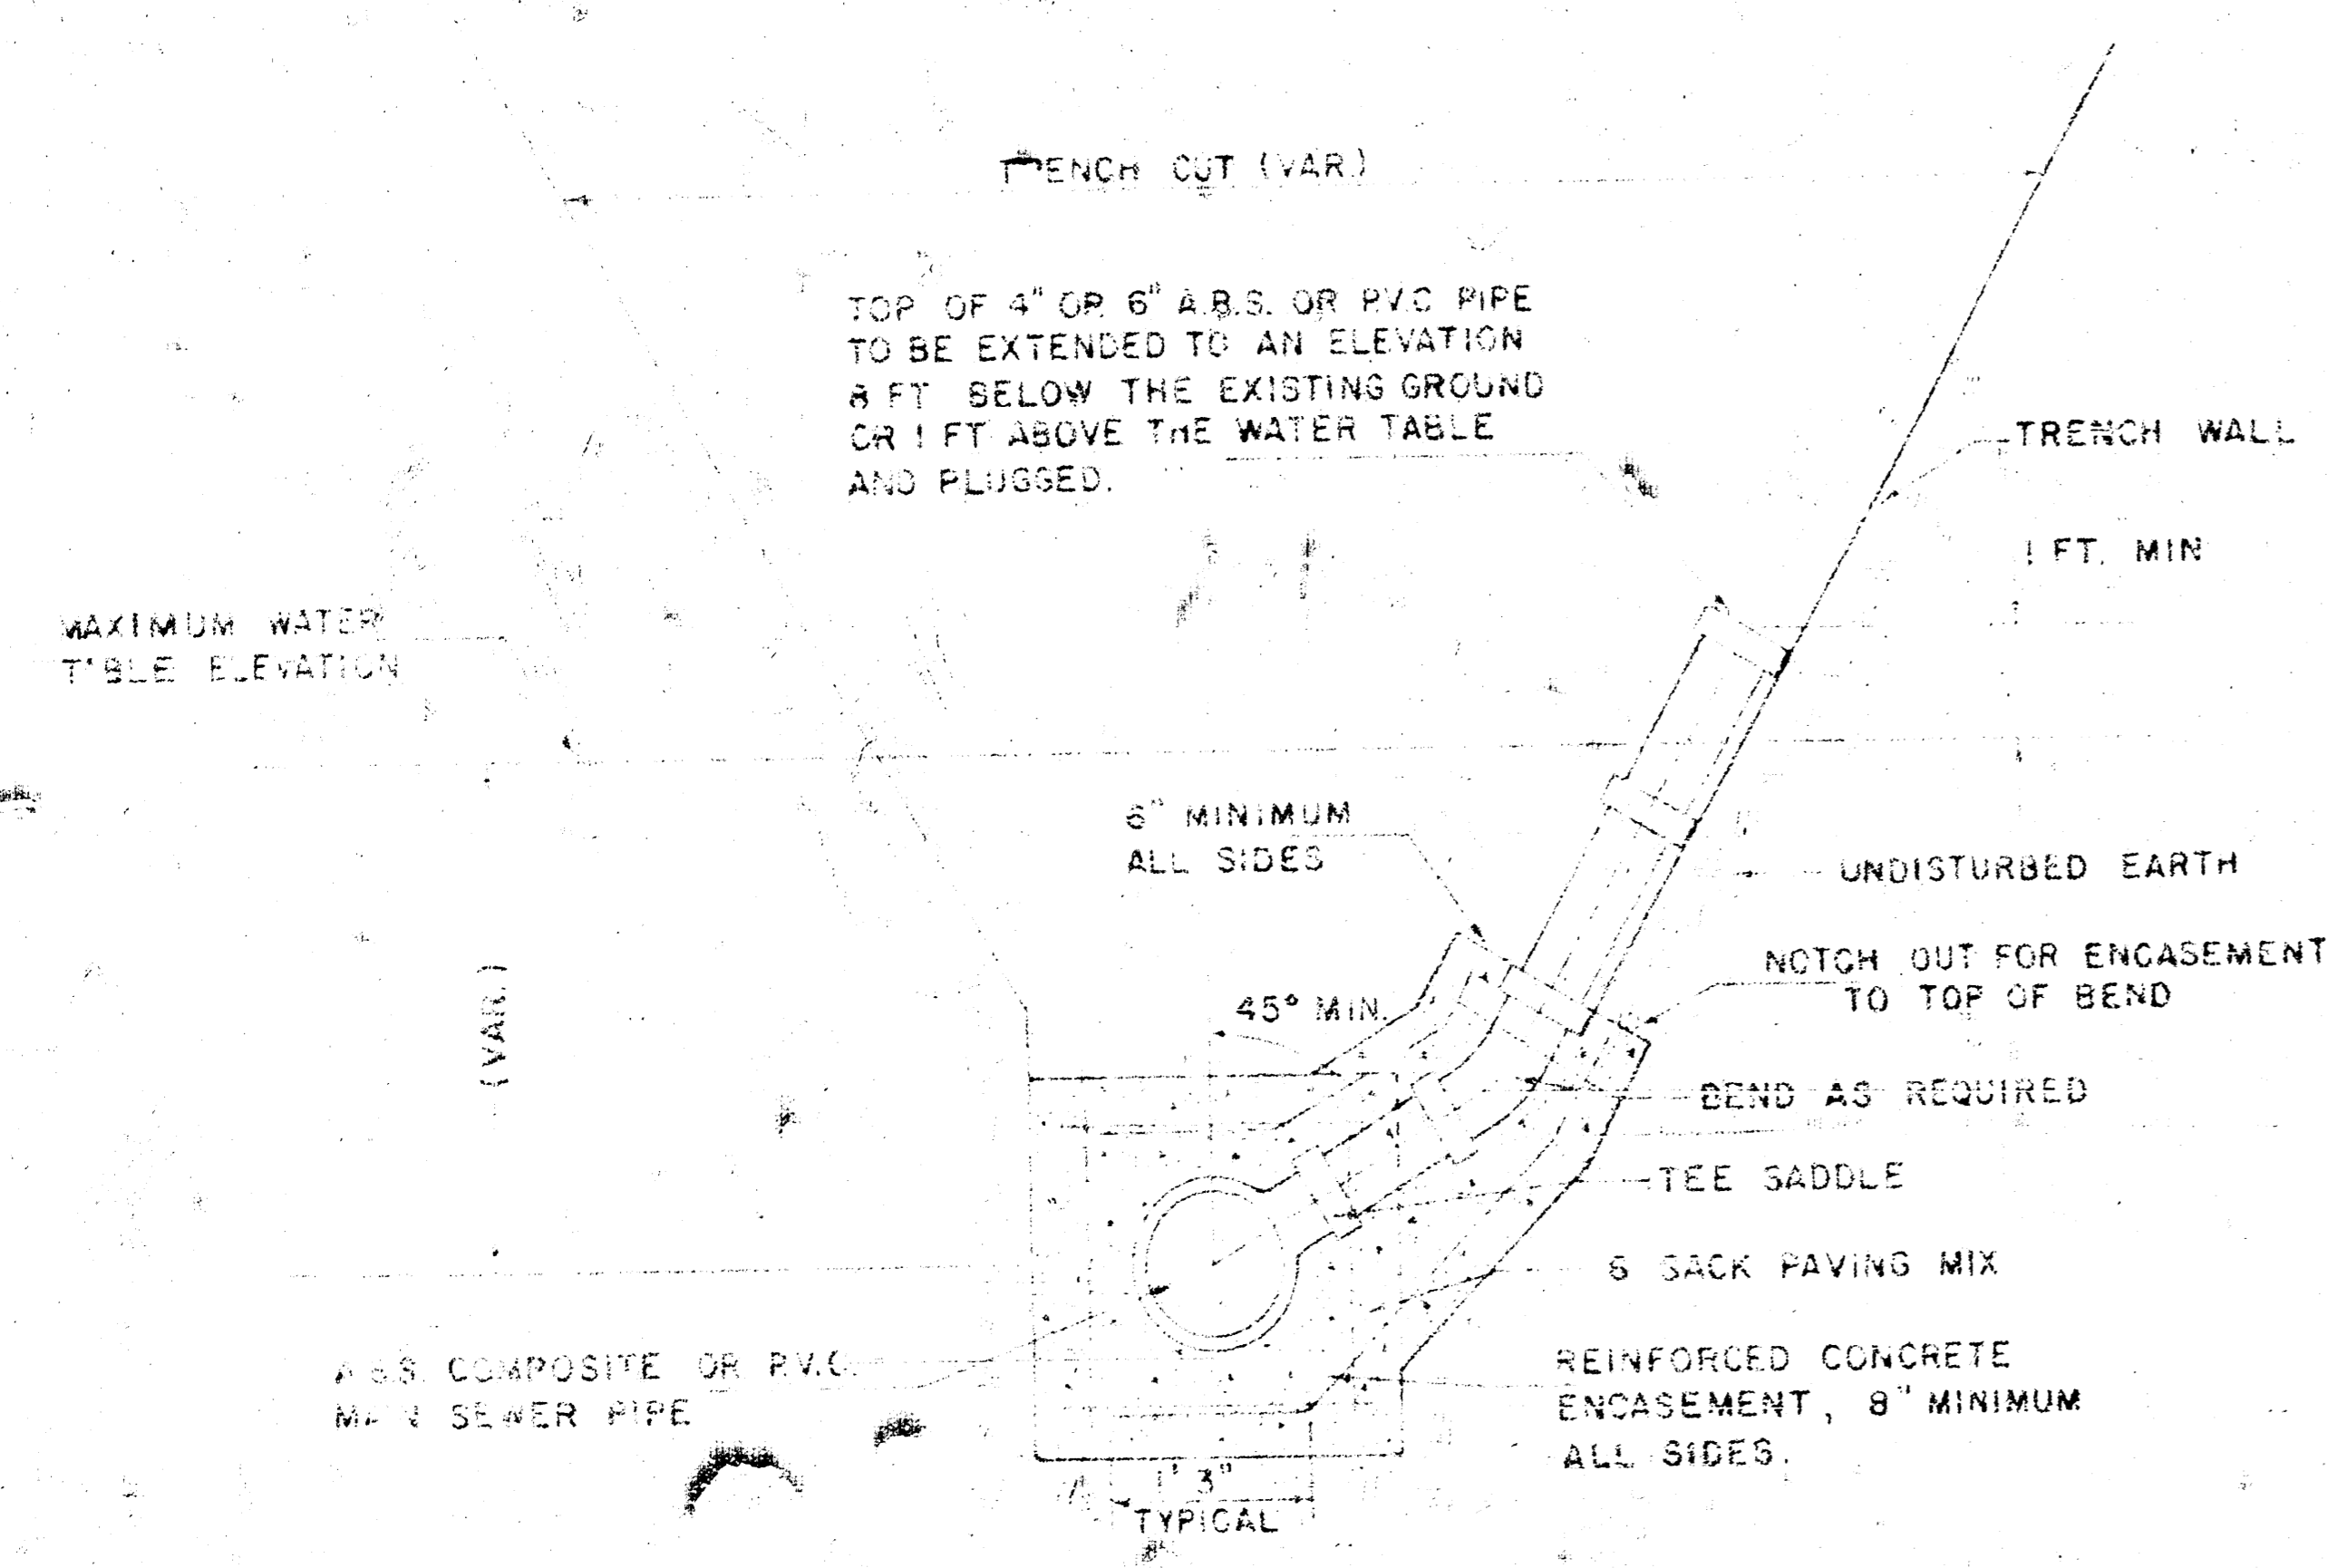 TRENCH CUT (VAR.)
TOP OF 4" OR 6" A.B.S. OR P.V.C PIPE
TO BE EXTENDED TO AN ELEVATION
8 FT BELOW THE EXISTING GROUND
OR 1 FT ABOVE THE WATER TABLE
AND PLUGGED.
TRENCH WALL
1 FT. MIN
MAXIMUM WATER
TABLE ELEVATION
6" MINIMUM
ALL SIDES
UNDISTURBED EARTH
NOTCH OUT FOR ENCASEMENT
TO TOP OF BEND
45° MIN.
(VAR.)
BEND AS REQUIRED
TEE SADDLE
6 SACK PAVING MIX
A.B.S. COMPOSITE OR P.V.C.
MAIN SEWER PIPE
REINFORCED CONCRETE
ENCASEMENT, 8" MINIMUM
ALL SIDES.
1' 3"
TYPICAL